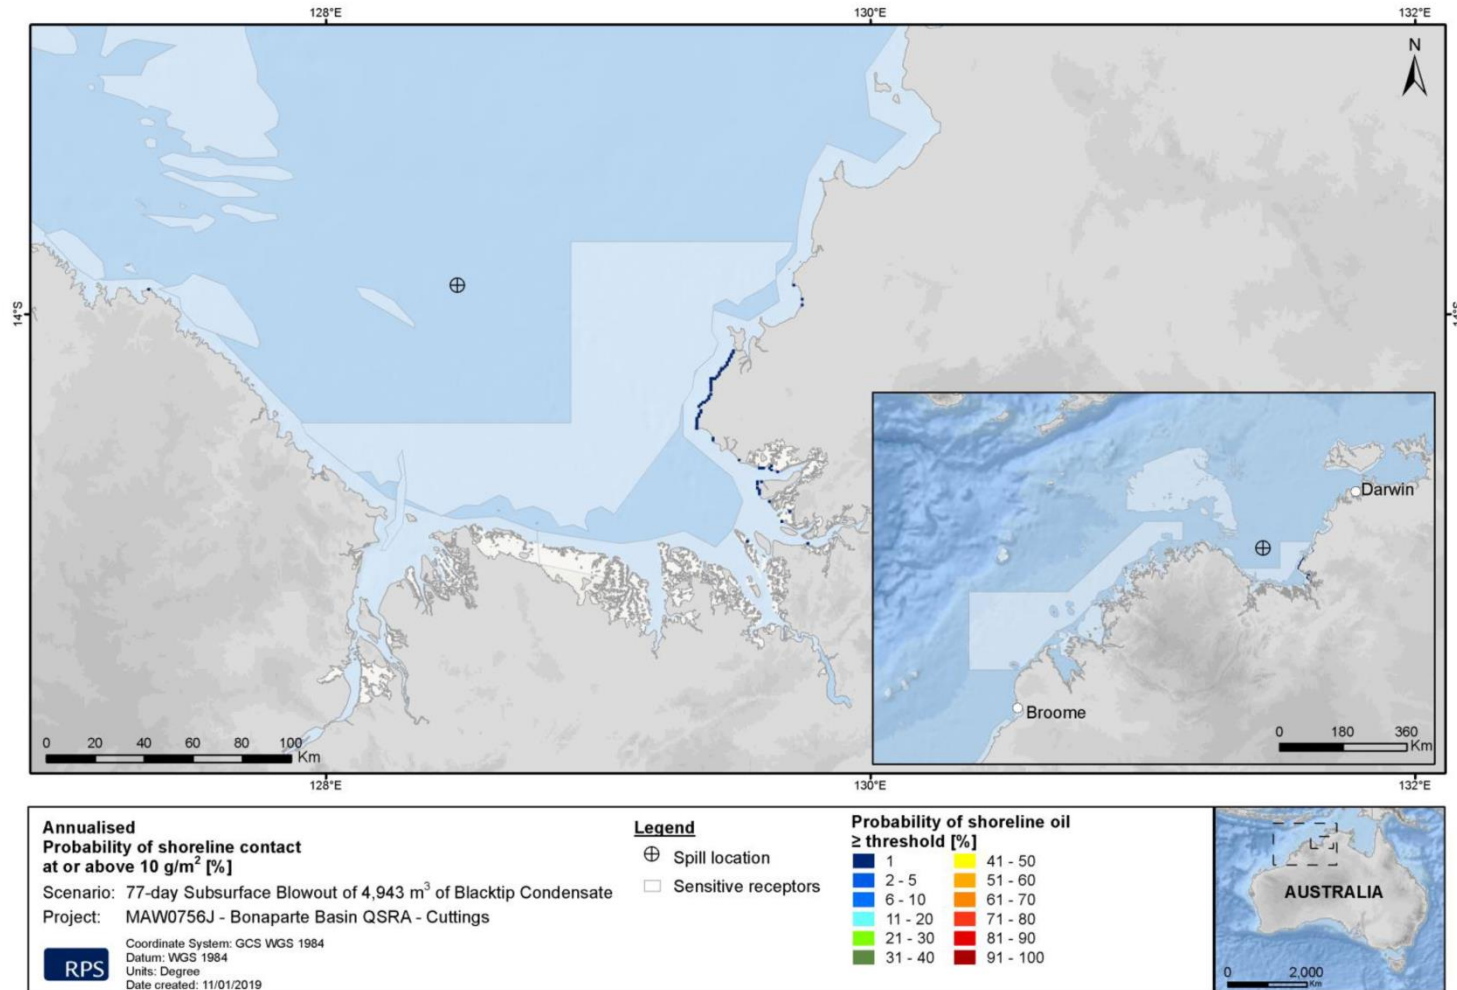 128°E
130°E
132°E
N
14°S
14°S
Darwin
Broome
0 180 360
Km
0 20 40 60 80 100
Km
128°E
130°E
132°E
Annualised
Probability of shoreline contact
at or above 10 g/m² [%]
Scenario: 77-day Subsurface Blowout of 4,943 m³ of Blacktip Condensate
Project: MAW0756J - Bonaparte Basin QSRA - Cuttings
RPS
Coordinate System: GCS WGS 1984
Datum: WGS 1984
Units: Degree
Date created: 11/01/2019
Legend
Spill location
Sensitive receptors
Probability of shoreline oil
≥ threshold [%]
1
2 - 5
6 - 10
11 - 20
21 - 30
31 - 40
41 - 50
51 - 60
61 - 70
71 - 80
81 - 90
91 - 100
AUSTRALIA
0 2,000
Km